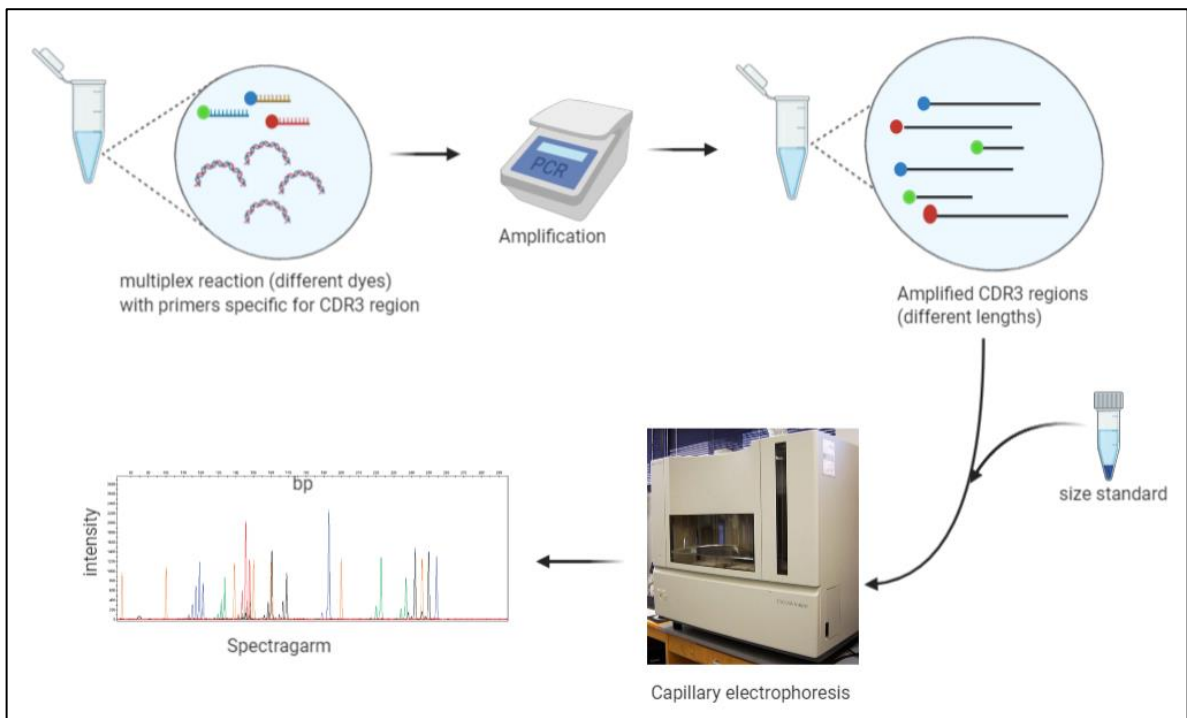 PCR
Amplification
multiplex reaction (different dyes)
with primers specific for CDR3 region
Amplified CDR3 regions
(different lengths)
size standard
bp
intensity
Spectragarm
Capillary electrophoresis